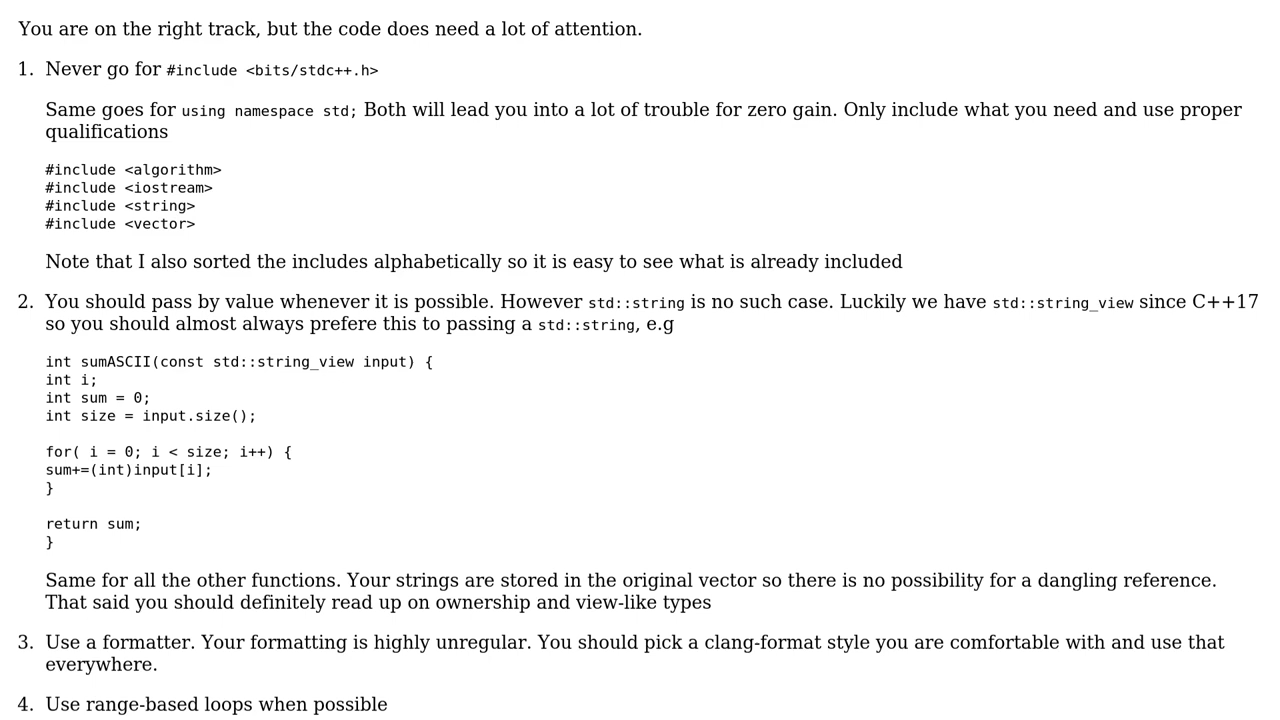 You are on the right track, but the code does need a lot of attention.
1. Never go for #include <bits/stdc++.h>
Same goes for using namespace std; Both will lead you into a lot of trouble for zero gain. Only include what you need and use proper
qualifications
#include <algorithm>
#include <iostream>
#include <string>
#include <vector>
Note that I also sorted the includes alphabetically so it is easy to see what is already included
2. You should pass by value whenever it is possible. However std::string is no such case. Luckily we have std::string_view since C++17
so you should almost always prefere this to passing a std::string, e.g
int sumASCII(const std::string_view input) {
int i;
int sum = 0;
int size = input.size();
for( i = 0; i < size; i++) {
sum+=(int)input[i];
}
return sum;
}
Same for all the other functions. Your strings are stored in the original vector so there is no possibility for a dangling reference.
That said you should definitely read up on ownership and view-like types
3. Use a formatter. Your formatting is highly unregular. You should pick a clang-format style you are comfortable with and use that
everywhere.
4. Use range-based loops when possible